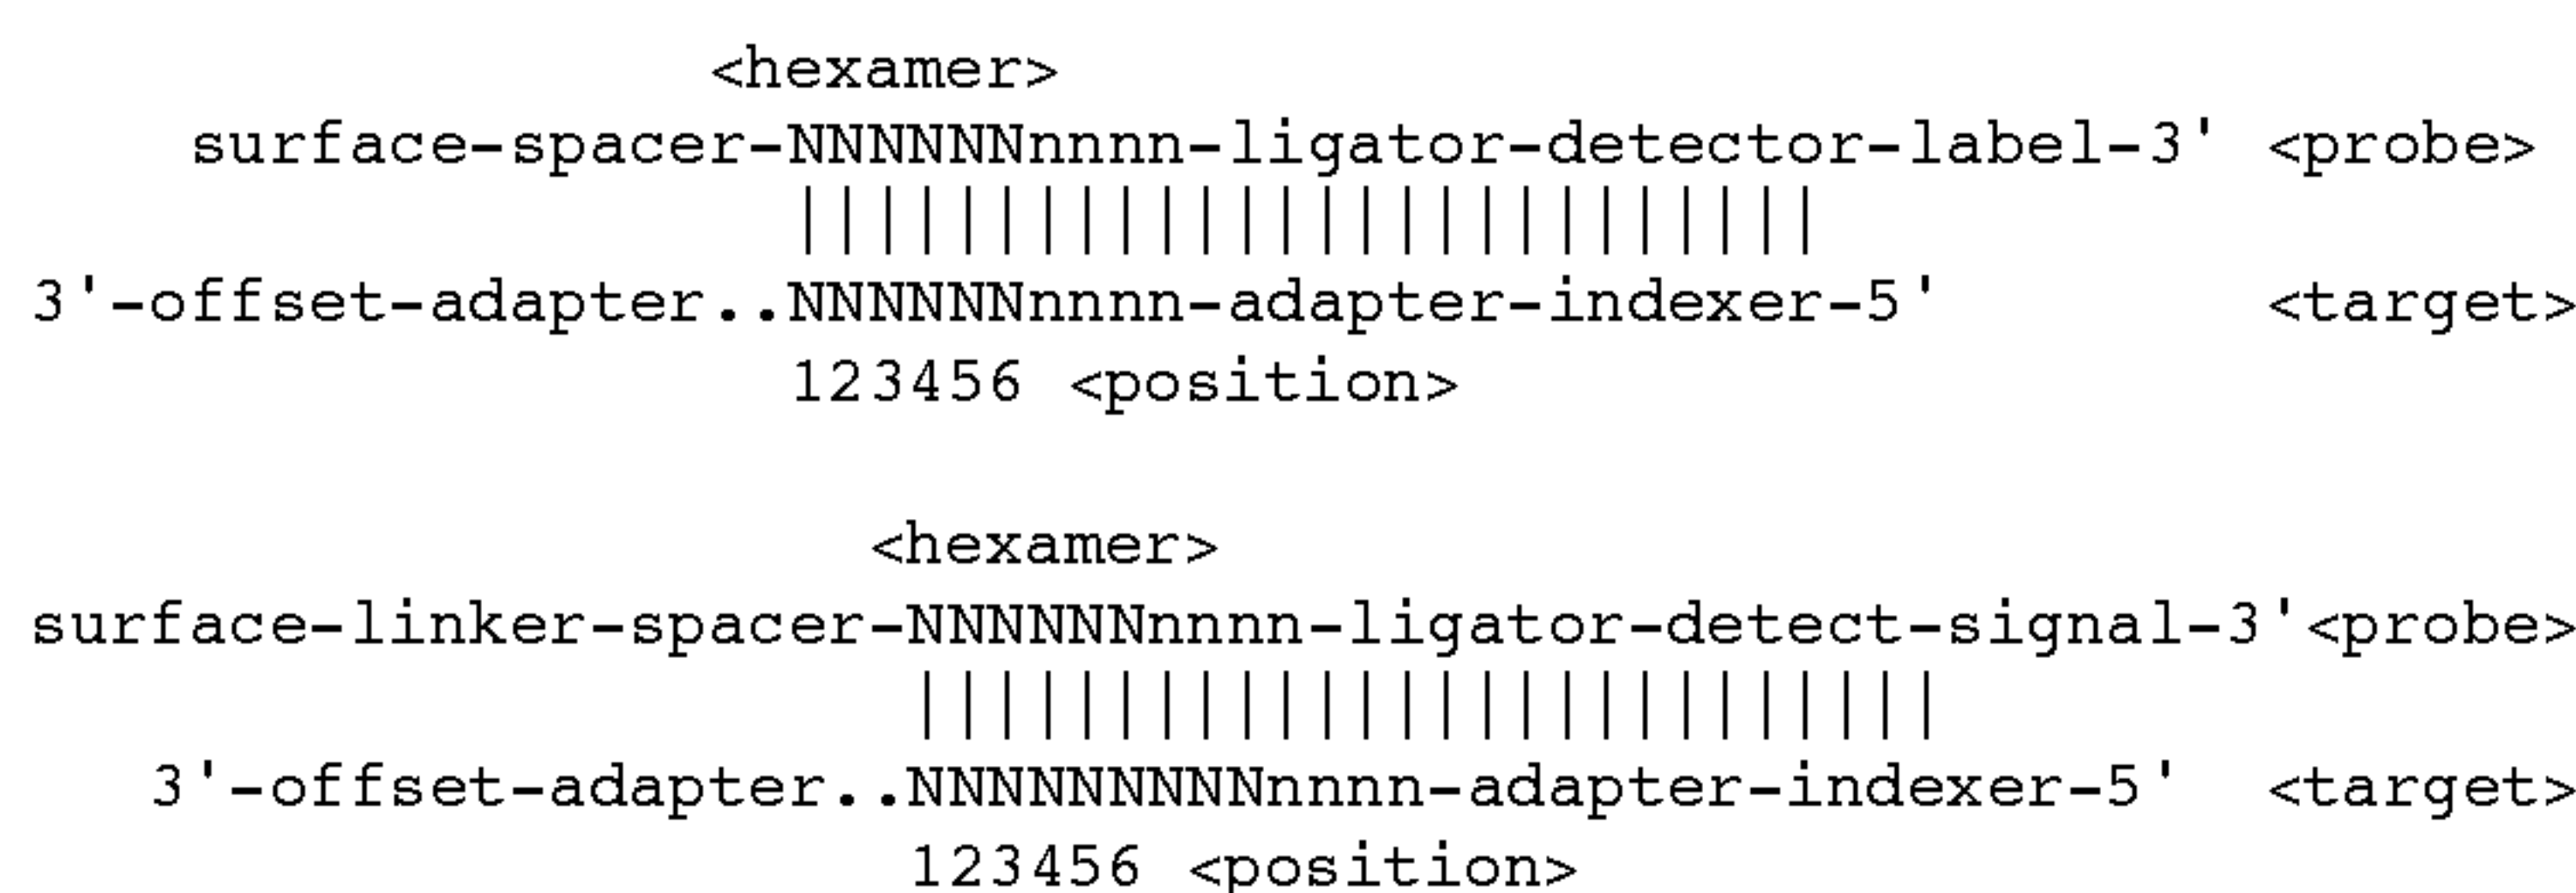 <hexamer>
surface-spacer-NNNNNNnnnn-ligator-detector-label-3' <probe>
||||||||||||||||||||||||||
3'-offset-adapter..NNNNNNnnnn-adapter-indexer-5' <target>
123456 <position>
<hexamer>
surface-linker-spacer-NNNNNNnnnn-ligator-detect-signal-3'<probe>
||||||||||||||||||||||||||
3'-offset-adapter..NNNNNNNNNnnnn-adapter-indexer-5' <target>
123456 <position>